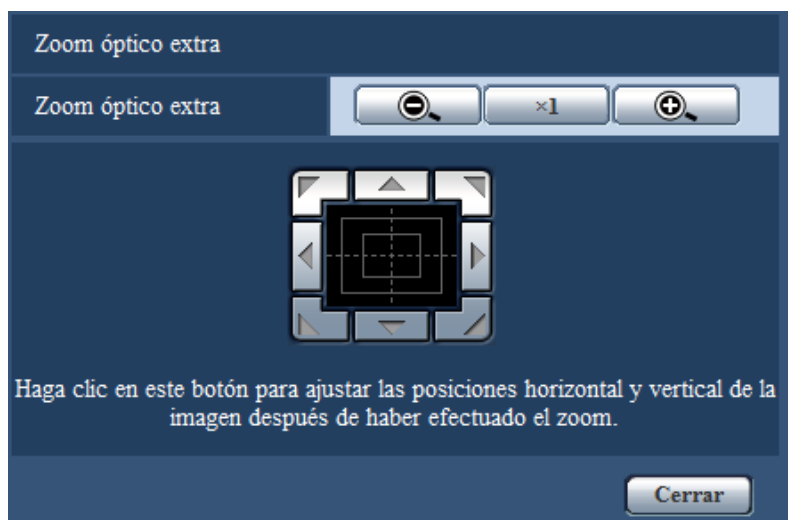 Zoom óptico extra
Zoom óptico extra
×1
Haga clic en este botón para ajustar las posiciones horizontal y vertical de la
imagen después de haber efectuado el zoom.
Cerrar